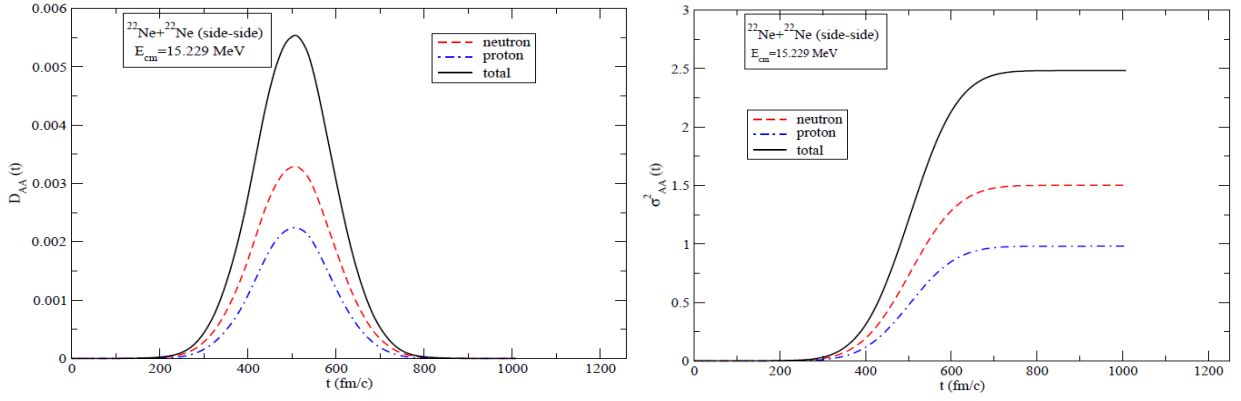 0.006
0.005
0.004
0.003
0.002
0.001
0
D_AA (t)
²²Ne+²²Ne (side-side)
E_cm=15.229 MeV
neutron
proton
total
0 200 400 600 800 1000 1200
t (fm/c)
3
2.5
2
1.5
1
0.5
0
σ²_AA (t)
²²Ne+²²Ne (side-side)
E_cm=15.229 MeV
neutron
proton
total
0 200 400 600 800 1000 1200
t (fm/c)